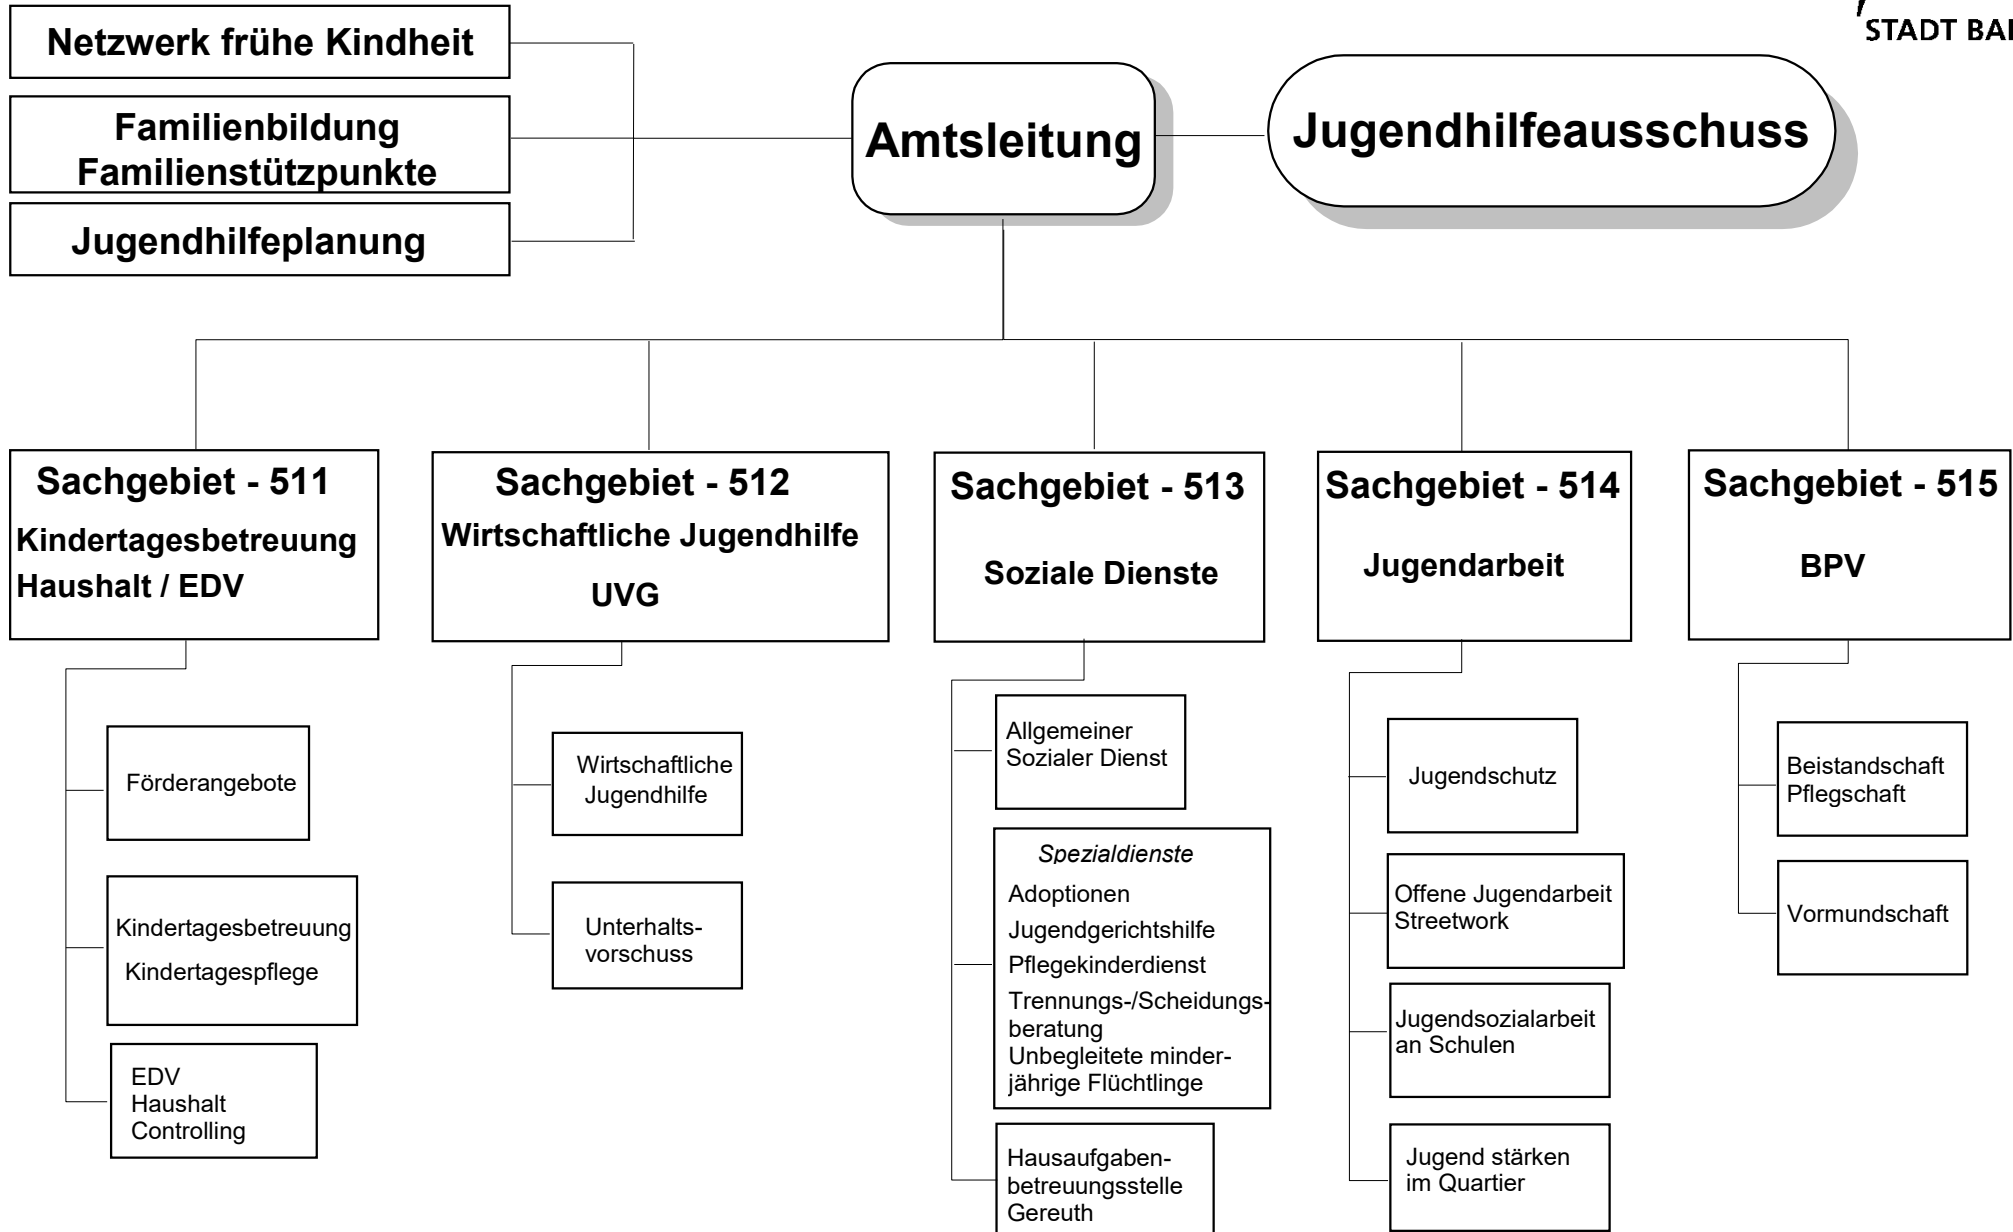 STADT BA
Netzwerk frühe Kindheit
Familienbildung
Familienstützpunkte
Jugendhilfeplanung
Amtsleitung
Jugendhilfeausschuss
Sachgebiet - 511
Kindertagesbetreuung
Haushalt / EDV
Förderangebote
Kindertagesbetreuung
Kindertagespflege
EDV
Haushalt
Controlling
Sachgebiet - 512
Wirtschaftliche Jugendhilfe
UVG
Wirtschaftliche
Jugendhilfe
Unterhalts-
vorschuss
Sachgebiet - 513
Soziale Dienste
Allgemeiner
Sozialer Dienst
Spezialdienste
Adoptionen
Jugendgerichtshilfe
Pflegekinderdienst
Trennungs-/Scheidungs-
beratung
Unbegleitete minder-
jährige Flüchtlinge
Hausaufgaben-
betreuungsstelle
Gereuth
Sachgebiet - 514
Jugendarbeit
Jugendschutz
Offene Jugendarbeit
Streetwork
Jugendsozialarbeit
an Schulen
Jugend stärken
im Quartier
Sachgebiet - 515
BPV
Beistandschaft
Pflegschaft
Vormundschaft